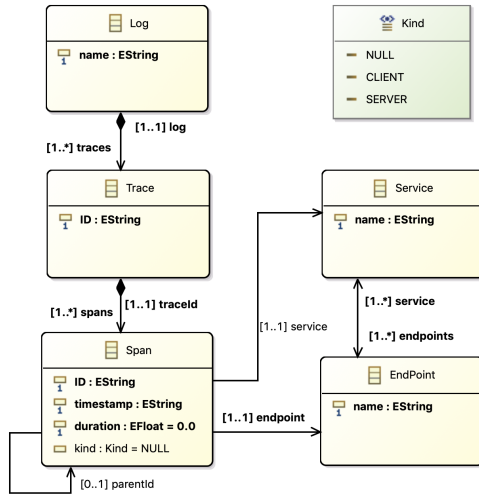 Log
name : EString
Kind
NULL
CLIENT
SERVER
[1..1] log
[1..*] traces
Trace
ID : EString
Service
name : EString
[1..*] spans
[1..1] traceId
[1..1] service
[1..*] service
[1..*] endpoints
Span
ID : EString
timestamp : EString
duration : EFloat = 0.0
kind : Kind = NULL
[1..1] endpoint
EndPoint
name : EString
[0..1] parentId